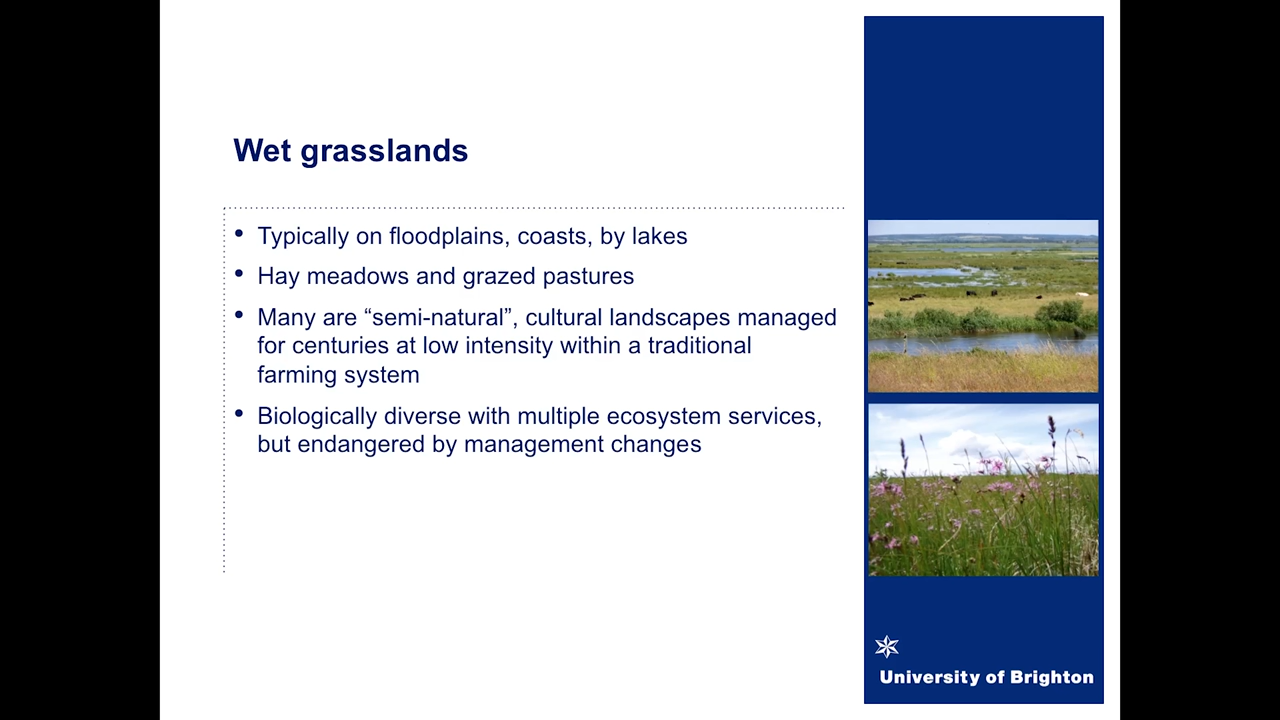 Wet grasslands
• Typically on floodplains, coasts, by lakes
• Hay meadows and grazed pastures
• Many are “semi-natural”, cultural landscapes managed
for centuries at low intensity within a traditional
farming system
• Biologically diverse with multiple ecosystem services,
but endangered by management changes
University of Brighton